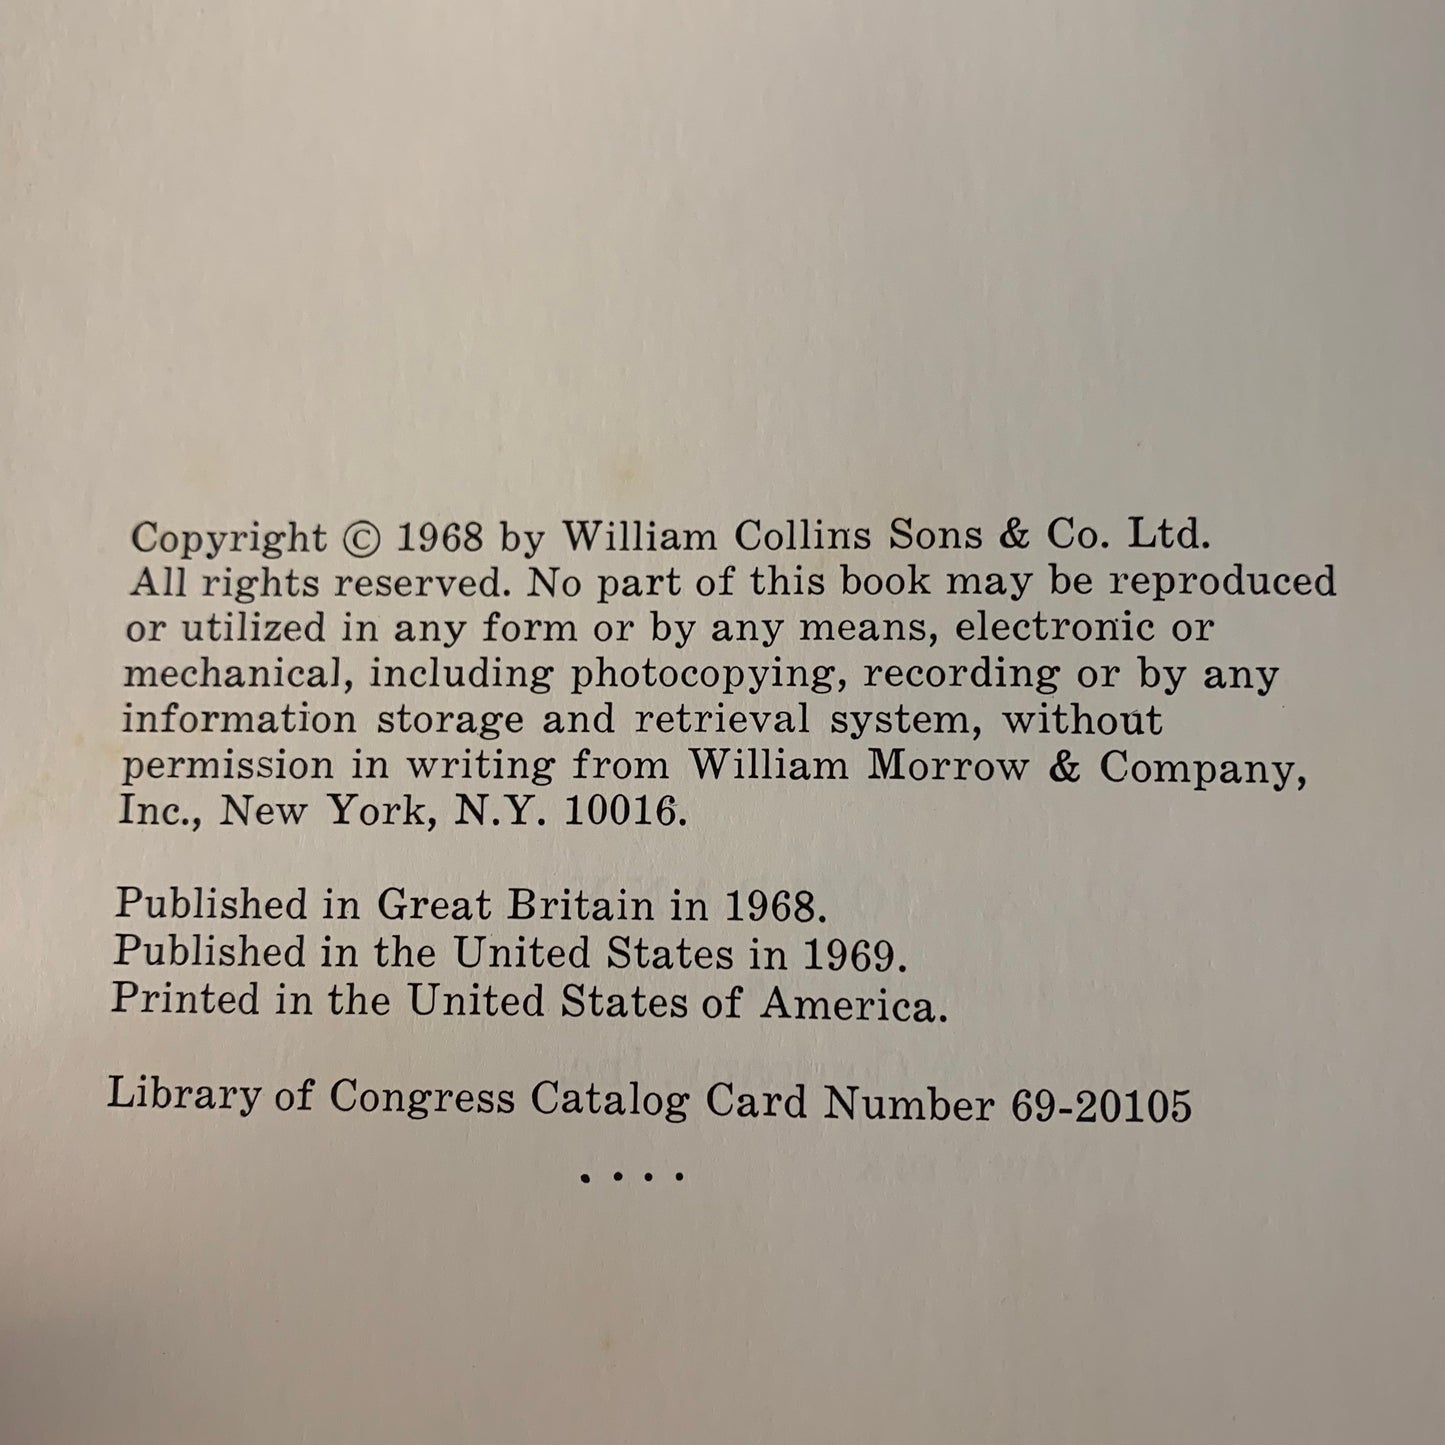 Copyright © 1968 by William Collins Sons & Co. Ltd.
All rights reserved. No part of this book may be reproduced
or utilized in any form or by any means, electronic or
mechanical, including photocopying, recording or by any
information storage and retrieval system, without
permission in writing from William Morrow & Company,
Inc., New York, N.Y. 10016.
Published in Great Britain in 1968.
Published in the United States in 1969.
Printed in the United States of America.
Library of Congress Catalog Card Number 69-20105
. . . .